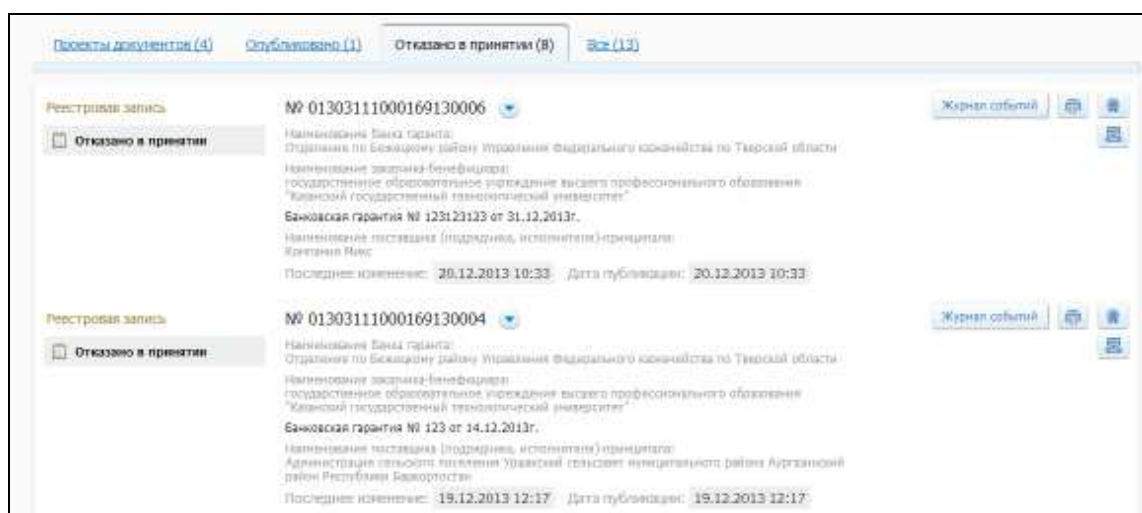 Проекты документов (4) Опубликовано (1) Отказано в принятии (8) Все (13)
Реестровая запись
Отказано в принятии
№ 01303111000169130006
Журнал событий
Наименование банка гаранта:
Отделение по Бежецкому району Управления Федерального казначейства по Тверской области
Наименование заказчика-бенефициара:
государственное образовательное учреждение высшего профессионального образования
"Казанский государственный технологический университет"
Банковская гарантия № 123123123 от 31.12.2013г.
Наименование поставщика (подрядчика, исполнителя)-принципала:
Компания Микс
Последнее изменение: 20.12.2013 10:33 Дата публикации: 20.12.2013 10:33
Реестровая запись
Отказано в принятии
№ 01303111000169130004
Журнал событий
Наименование банка гаранта:
Отделение по Бежецкому району Управления Федерального казначейства по Тверской области
Наименование заказчика-бенефициара:
государственное образовательное учреждение высшего профессионального образования
"Казанский государственный технологический университет"
Банковская гарантия № 123 от 14.12.2013г.
Наименование поставщика (подрядчика, исполнителя)-принципала:
Администрация сельского поселения сельсовет муниципального района
район Республики Башкортостан
Последнее изменение: 19.12.2013 12:17 Дата публикации: 19.12.2013 12:17